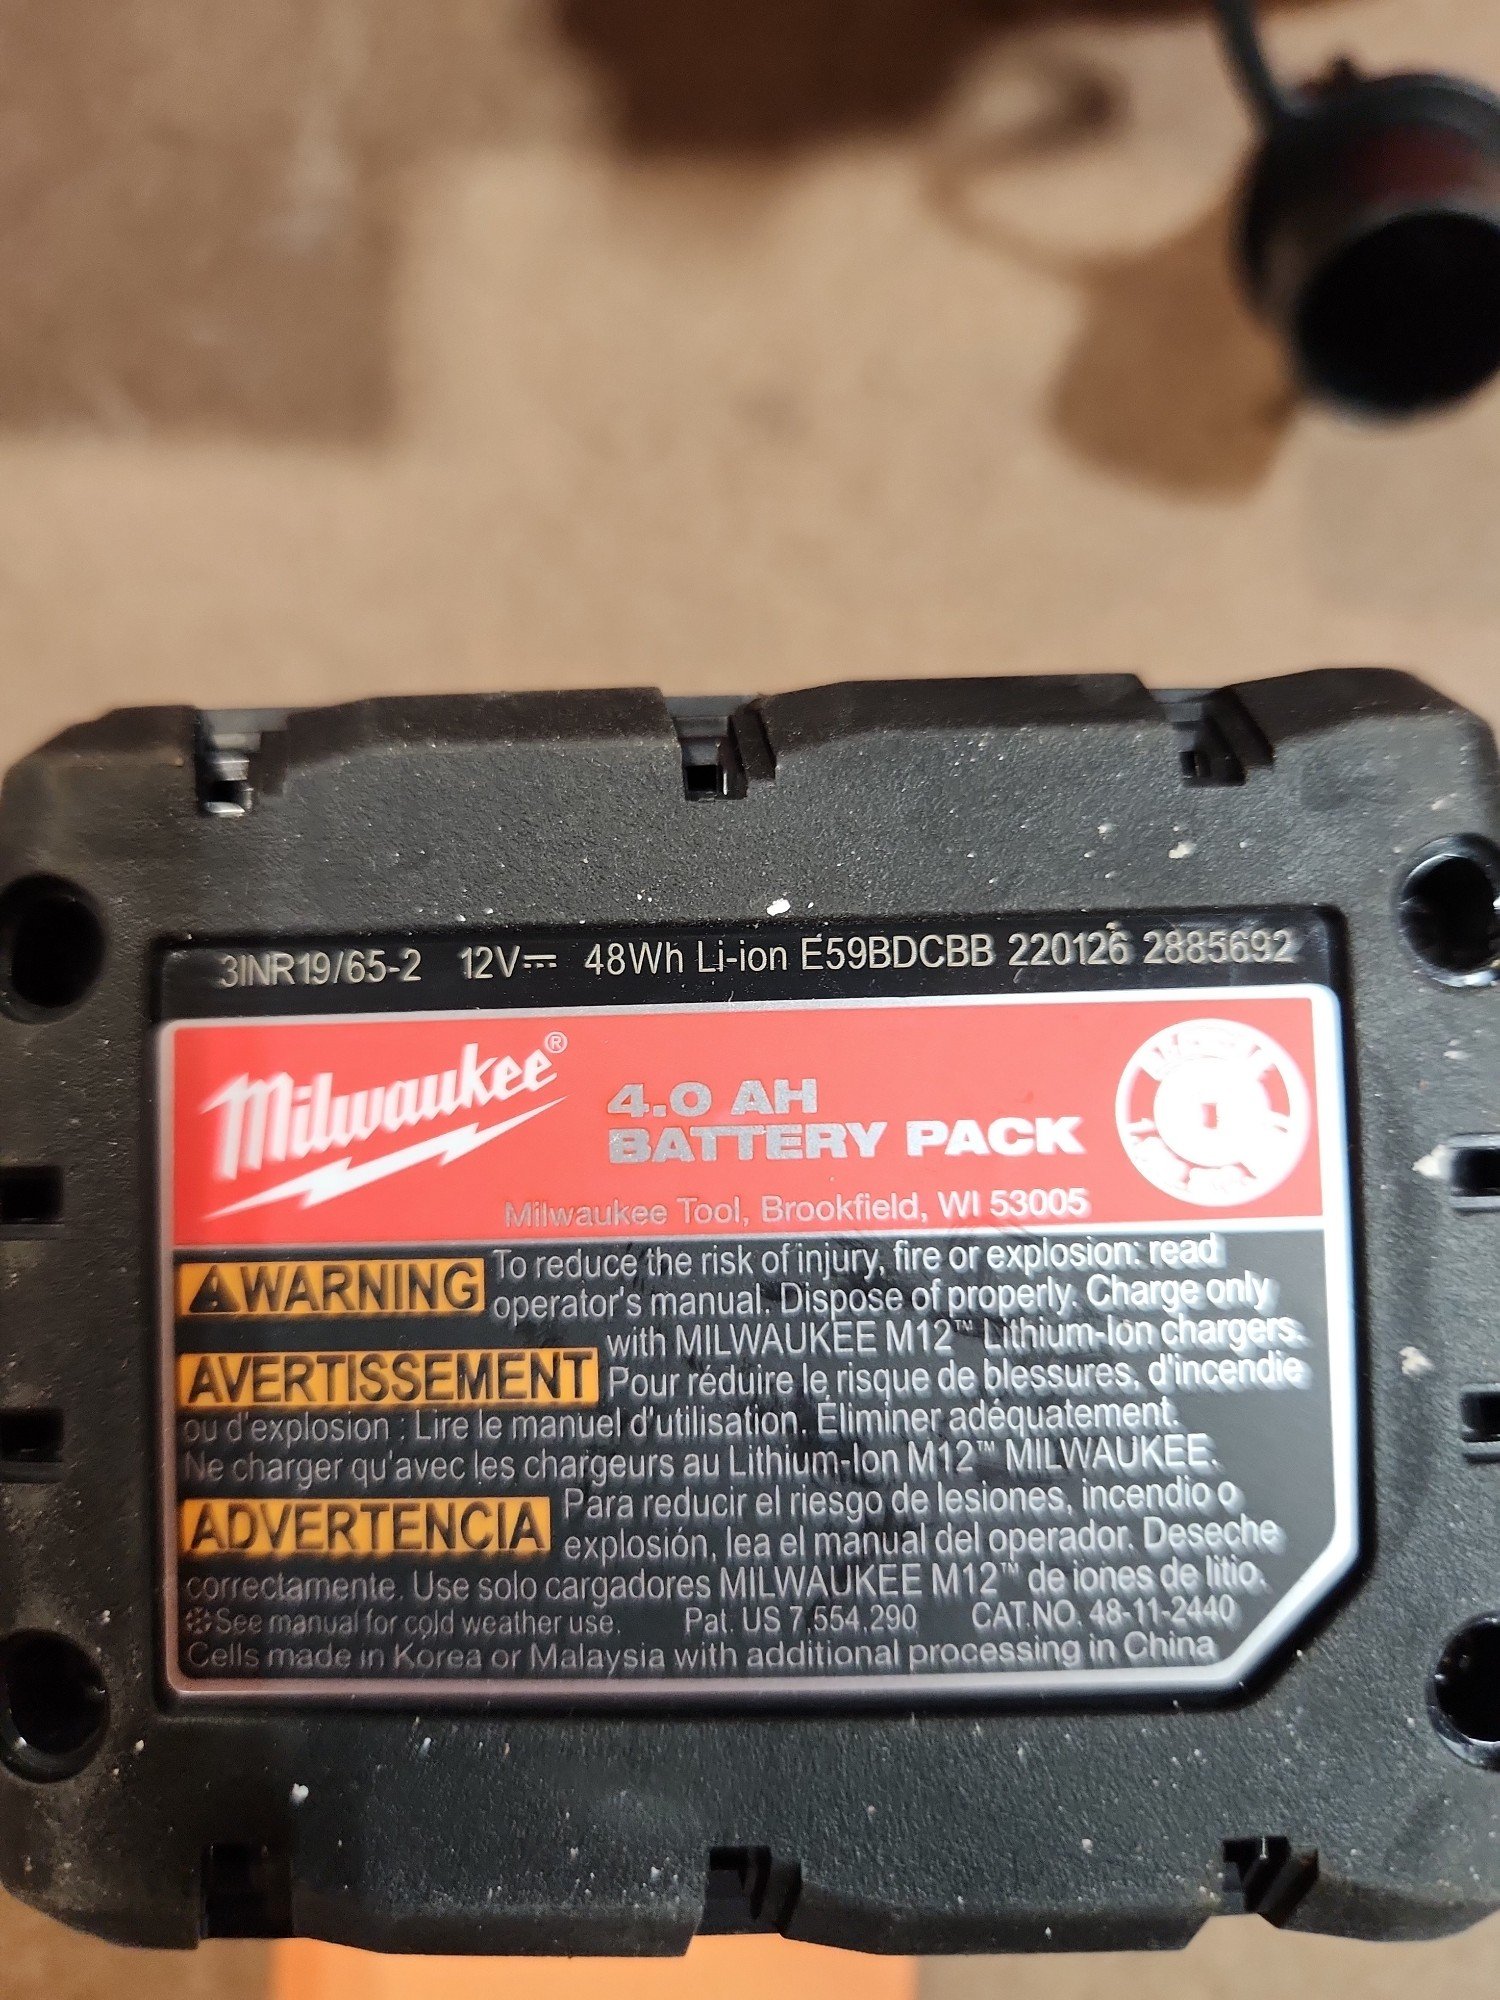 3INR19/65-2 12V⎓ 48Wh Li-ion E59BDCBB 220126 2885692
Milwaukee®
4.0 AH
BATTERY PACK
Milwaukee Tool, Brookfield, WI 53005
WARNING To reduce the risk of injury, fire or explosion: read
operator's manual. Dispose of properly. Charge only
with MILWAUKEE M12™ Lithium-Ion chargers.
AVERTISSEMENT Pour réduire le risque de blessures, d'incendie
ou d'explosion : Lire le manuel d'utilisation. Éliminer adéquatement.
Ne charger qu'avec les chargeurs au Lithium-Ion M12™ MILWAUKEE.
ADVERTENCIA Para reducir el riesgo de lesiones, incendio o
explosión, lea el manual del operador. Deseche
correctamente. Use solo cargadores MILWAUKEE M12™ de iones de litio.
See manual for cold weather use. Pat. US 7,554,290 CAT.NO. 48-11-2440
Cells made in Korea or Malaysia with additional processing in China